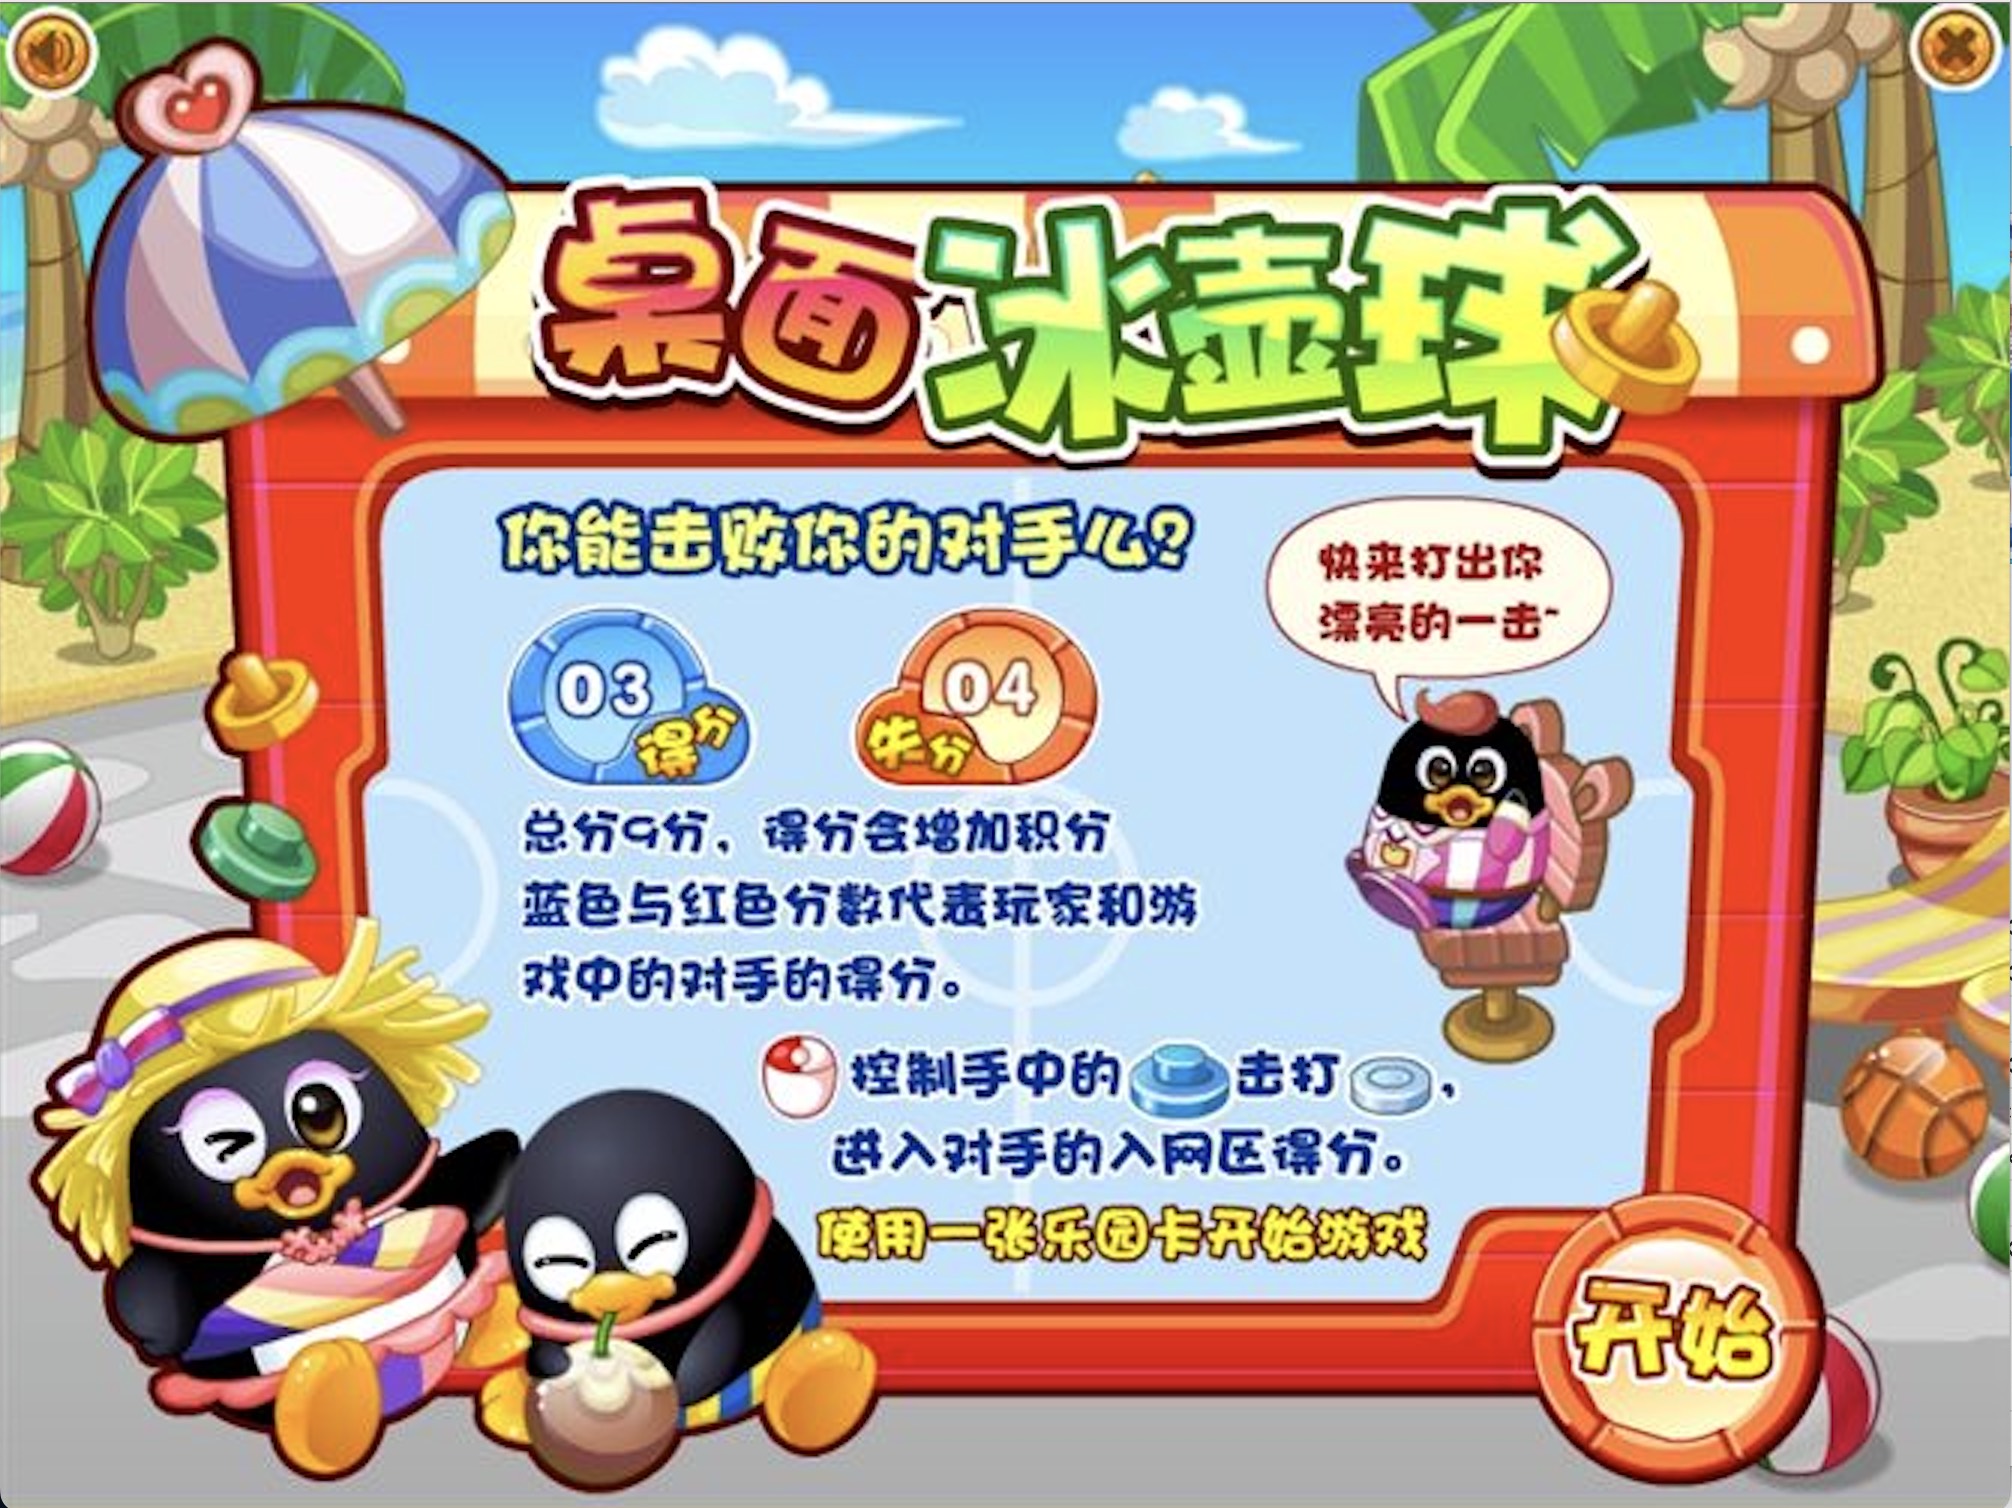 桌面冰壶球
你能击败你的对手么?
快来打出你
漂亮的一击~
03
得分
04
失分
总分9分，得分会增加积分
蓝色与红色分数代表玩家和游
戏中的对手的得分。
控制手中的 击打 ，
进入对手的入网区得分。
使用一张乐园卡开始游戏
开始